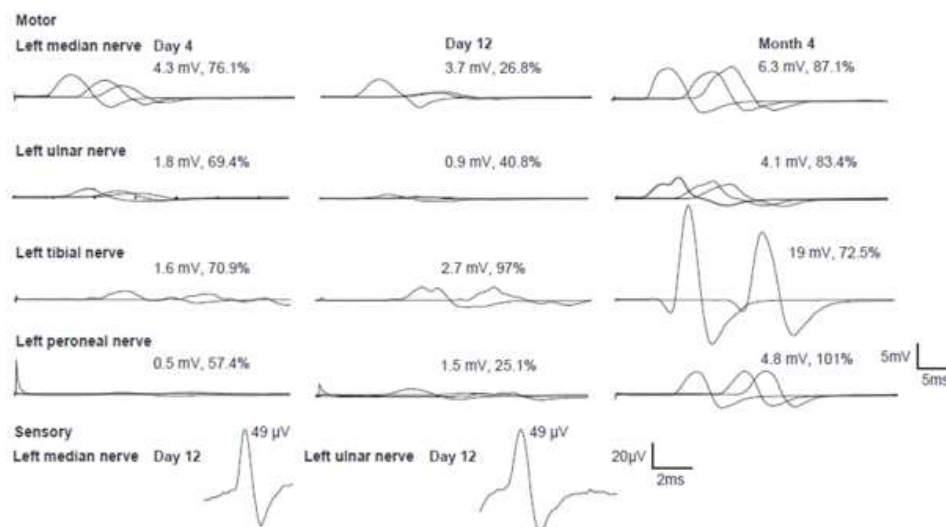 Motor
Left median nerve Day 4 Day 12 Month 4
4.3 mV, 76.1% 3.7 mV, 26.8% 6.3 mV, 87.1%
Left ulnar nerve
1.8 mV, 69.4% 0.9 mV, 40.8% 4.1 mV, 83.4%
Left tibial nerve
1.6 mV, 70.9% 2.7 mV, 97% 19 mV, 72.5%
Left peroneal nerve
0.5 mV, 57.4% 1.5 mV, 25.1% 4.8 mV, 101% 5mV
5ms
Sensory 49 µV 49 µV
Left median nerve Day 12 Left ulnar nerve Day 12 20µV
2ms